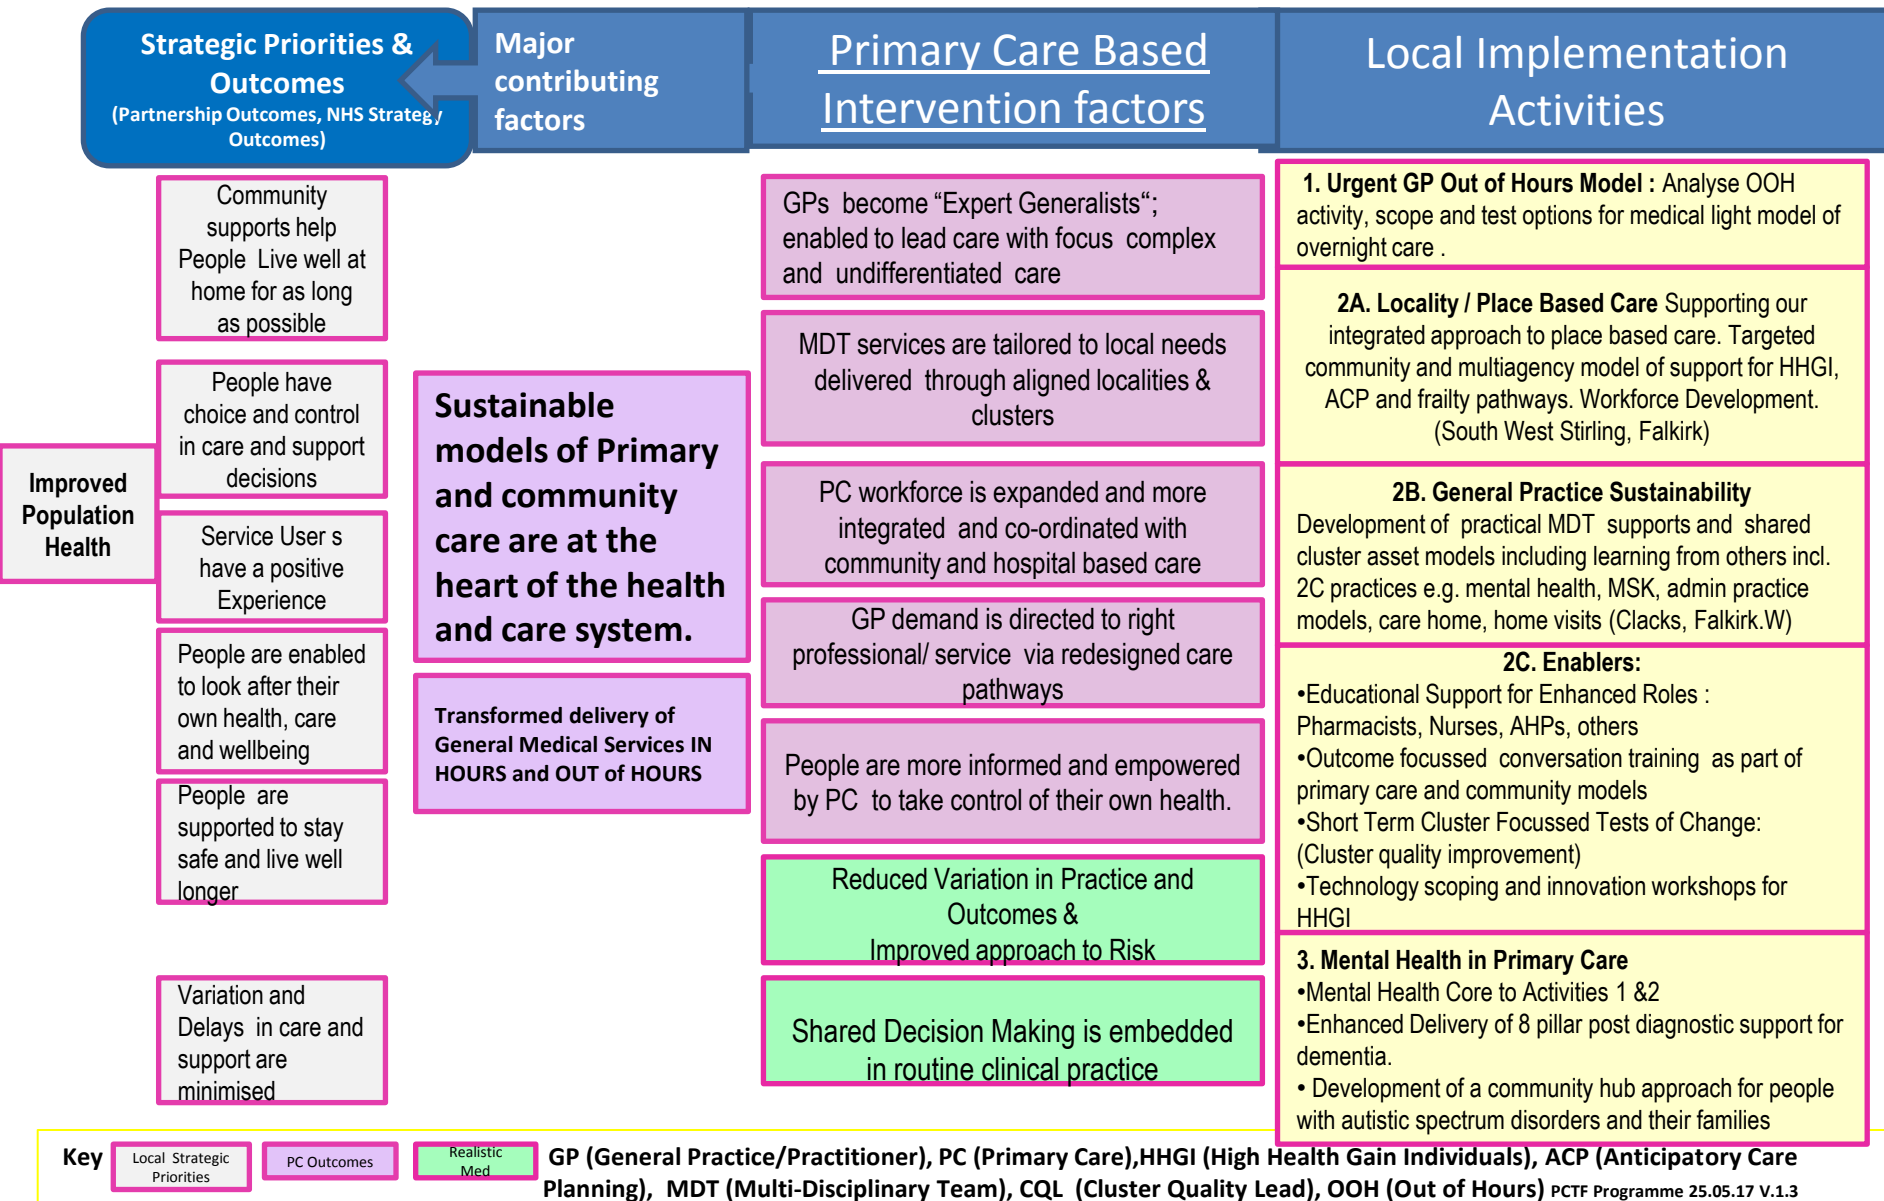 Strategic Priorities &
Outcomes
(Partnership Outcomes, NHS Strategy
Outcomes)
Major
contributing
factors
Primary Care Based
Intervention factors
Local Implementation
Activities
Improved
Population
Health
Community
supports help
People Live well at
home for as long
as possible
People have
choice and control
in care and support
decisions
Service User s
have a positive
Experience
People are enabled
to look after their
own health, care
and wellbeing
People are
supported to stay
safe and live well
longer
Variation and
Delays in care and
support are
minimised
Sustainable
models of Primary
and community
care are at the
heart of the health
and care system.
Transformed delivery of
General Medical Services IN
HOURS and OUT of HOURS
GPs become “Expert Generalists“;
enabled to lead care with focus complex
and undifferentiated care
MDT services are tailored to local needs
delivered through aligned localities &
clusters
PC workforce is expanded and more
integrated and co-ordinated with
community and hospital based care
GP demand is directed to right
professional/ service via redesigned care
pathways
People are more informed and empowered
by PC to take control of their own health.
Reduced Variation in Practice and
Outcomes &
Improved approach to Risk
Shared Decision Making is embedded
in routine clinical practice
1. Urgent GP Out of Hours Model : Analyse OOH
activity, scope and test options for medical light model of
overnight care .
2A. Locality / Place Based Care Supporting our
integrated approach to place based care. Targeted
community and multiagency model of support for HHGI,
ACP and frailty pathways. Workforce Development.
(South West Stirling, Falkirk)
2B. General Practice Sustainability
Development of practical MDT supports and shared
cluster asset models including learning from others incl.
2C practices e.g. mental health, MSK, admin practice
models, care home, home visits (Clacks, Falkirk.W)
2C. Enablers:
•Educational Support for Enhanced Roles :
Pharmacists, Nurses, AHPs, others
•Outcome focussed conversation training as part of
primary care and community models
•Short Term Cluster Focussed Tests of Change:
(Cluster quality improvement)
•Technology scoping and innovation workshops for
HHGI
3. Mental Health in Primary Care
•Mental Health Core to Activities 1 &2
•Enhanced Delivery of 8 pillar post diagnostic support for
dementia.
• Development of a community hub approach for people
with autistic spectrum disorders and their families
Key
Local Strategic
Priorities
PC Outcomes
Realistic
Med
GP (General Practice/Practitioner), PC (Primary Care),HHGI (High Health Gain Individuals), ACP (Anticipatory Care
Planning), MDT (Multi-Disciplinary Team), CQL (Cluster Quality Lead), OOH (Out of Hours) PCTF Programme 25.05.17 V.1.3